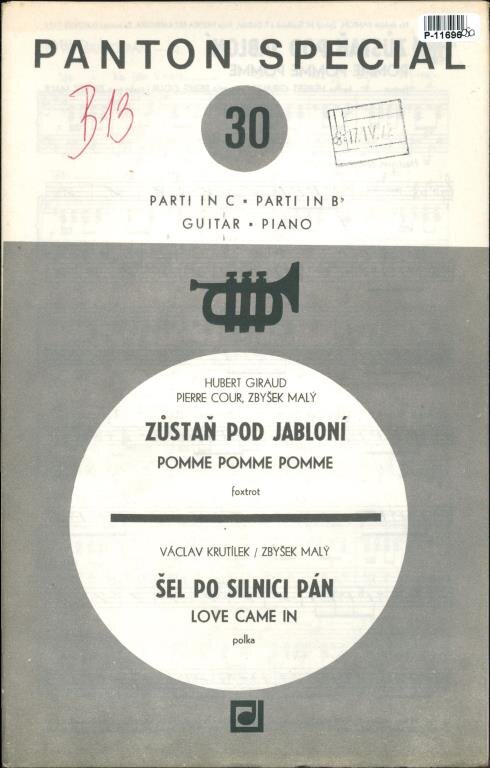 P-11696
PANTON SPECIAL
B13
30
PARTI IN C • PARTI IN B♭
GUITAR • PIANO
HUBERT GIRAUD
PIERRE COUR, ZBYŠEK MALÝ
ZŮSTAŇ POD JABLONÍ
POMME POMME POMME
foxtrot
VÁCLAV KRUTÍLEK / ZBYŠEK MALÝ
ŠEL PO SILNICI PÁN
LOVE CAME IN
polka